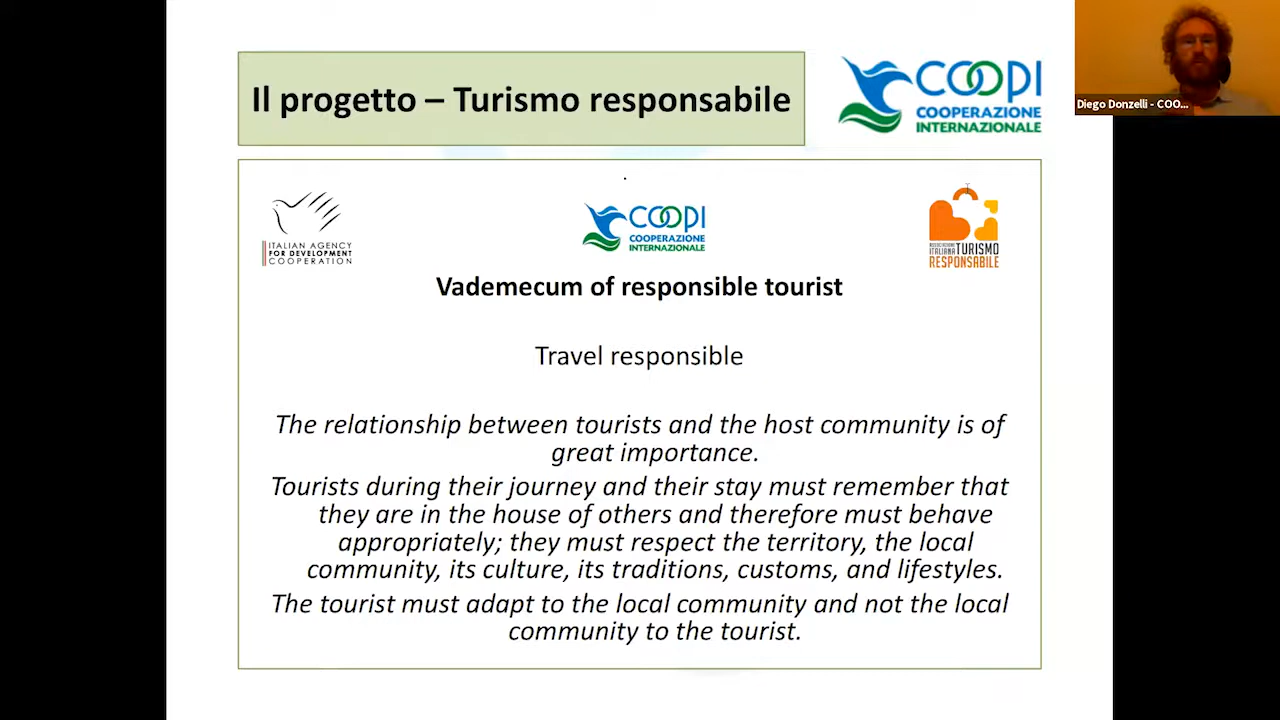 Il progetto – Turismo responsabile
COOPI
COOPERAZIONE
INTERNAZIONALE
Diego Donzelli - COO...
ITALIAN AGENCY
FOR DEVELOPMENT
COOPERATION
COOPI
COOPERAZIONE
INTERNAZIONALE
ASSOCIAZIONE
ITALIANA TURISMO
RESPONSABILE
Vademecum of responsible tourist
Travel responsible
The relationship between tourists and the host community is of
great importance.
Tourists during their journey and their stay must remember that
they are in the house of others and therefore must behave
appropriately; they must respect the territory, the local
community, its culture, its traditions, customs, and lifestyles.
The tourist must adapt to the local community and not the local
community to the tourist.